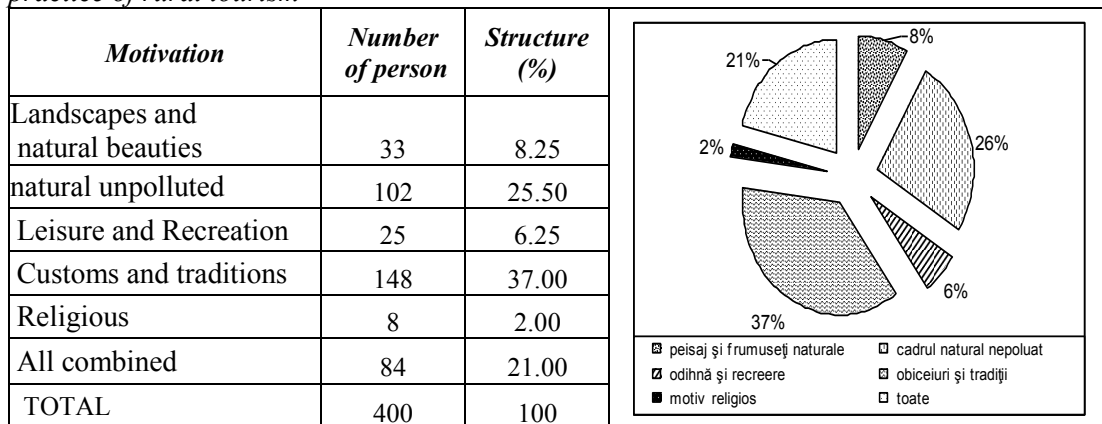 practice of rural tourism
Motivation Number of person Structure (%)
Landscapes and natural beauties 33 8.25
natural unpolluted 102 25.50
Leisure and Recreation 25 6.25
Customs and traditions 148 37.00
Religious 8 2.00
All combined 84 21.00
TOTAL 400 100
8%
21%
26%
2%
6%
37%
peisaj şi frumuseţi naturale cadrul natural nepoluat
odihnă şi recreere obiceiuri şi tradiţii
motiv religios toate